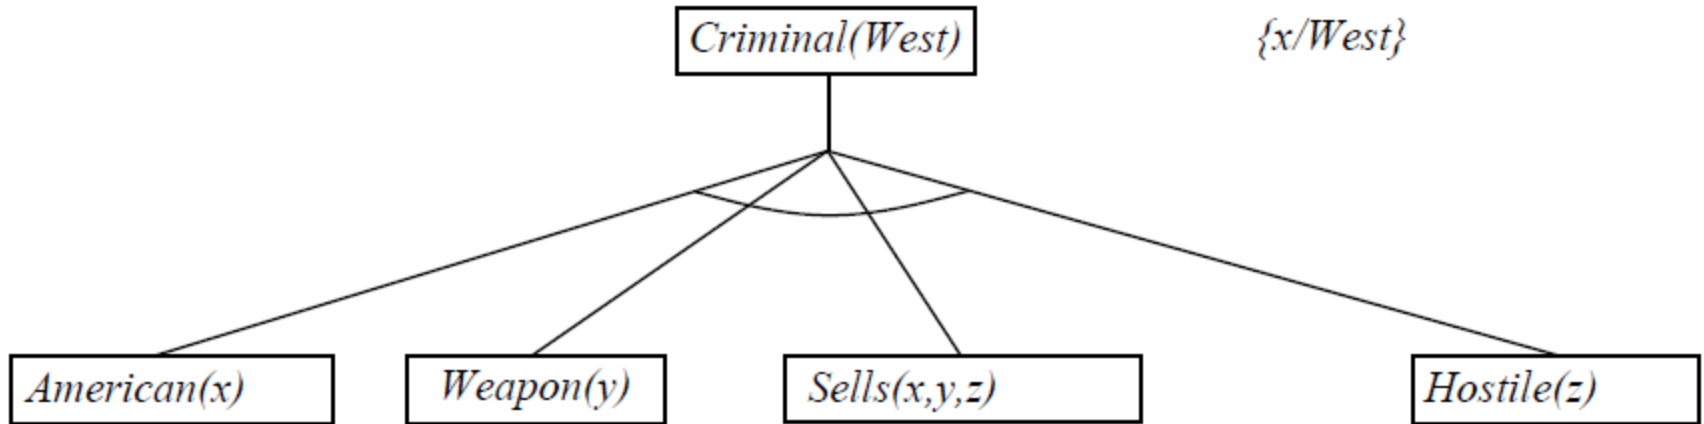 Criminal(West)
{x/West}
American(x)
Weapon(y)
Sells(x,y,z)
Hostile(z)